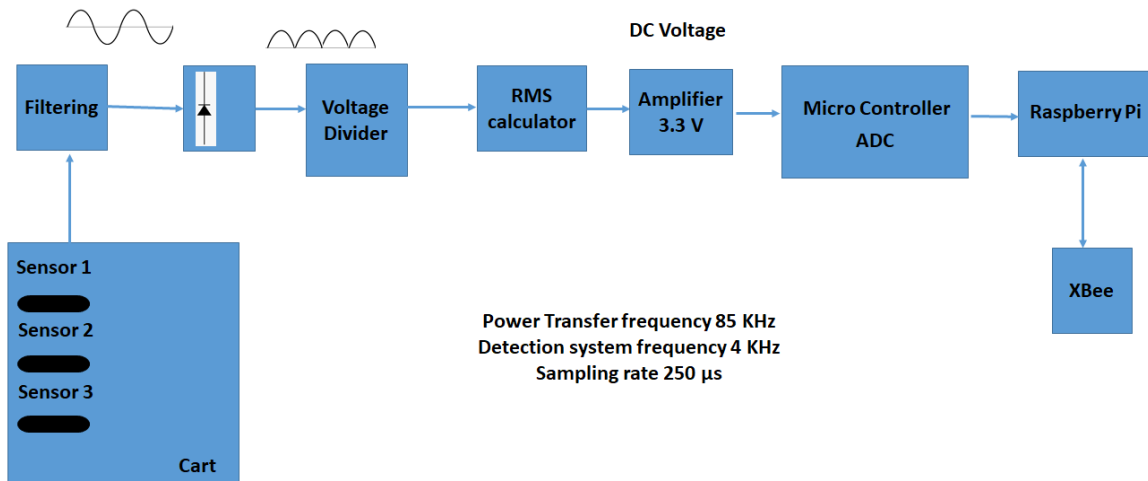 DC Voltage
Filtering
Voltage
Divider
RMS
calculator
Amplifier
3.3 V
Micro Controller
ADC
Raspberry Pi
Sensor 1
Sensor 2
Sensor 3
Cart
XBee
Power Transfer frequency 85 KHz
Detection system frequency 4 KHz
Sampling rate 250 µs